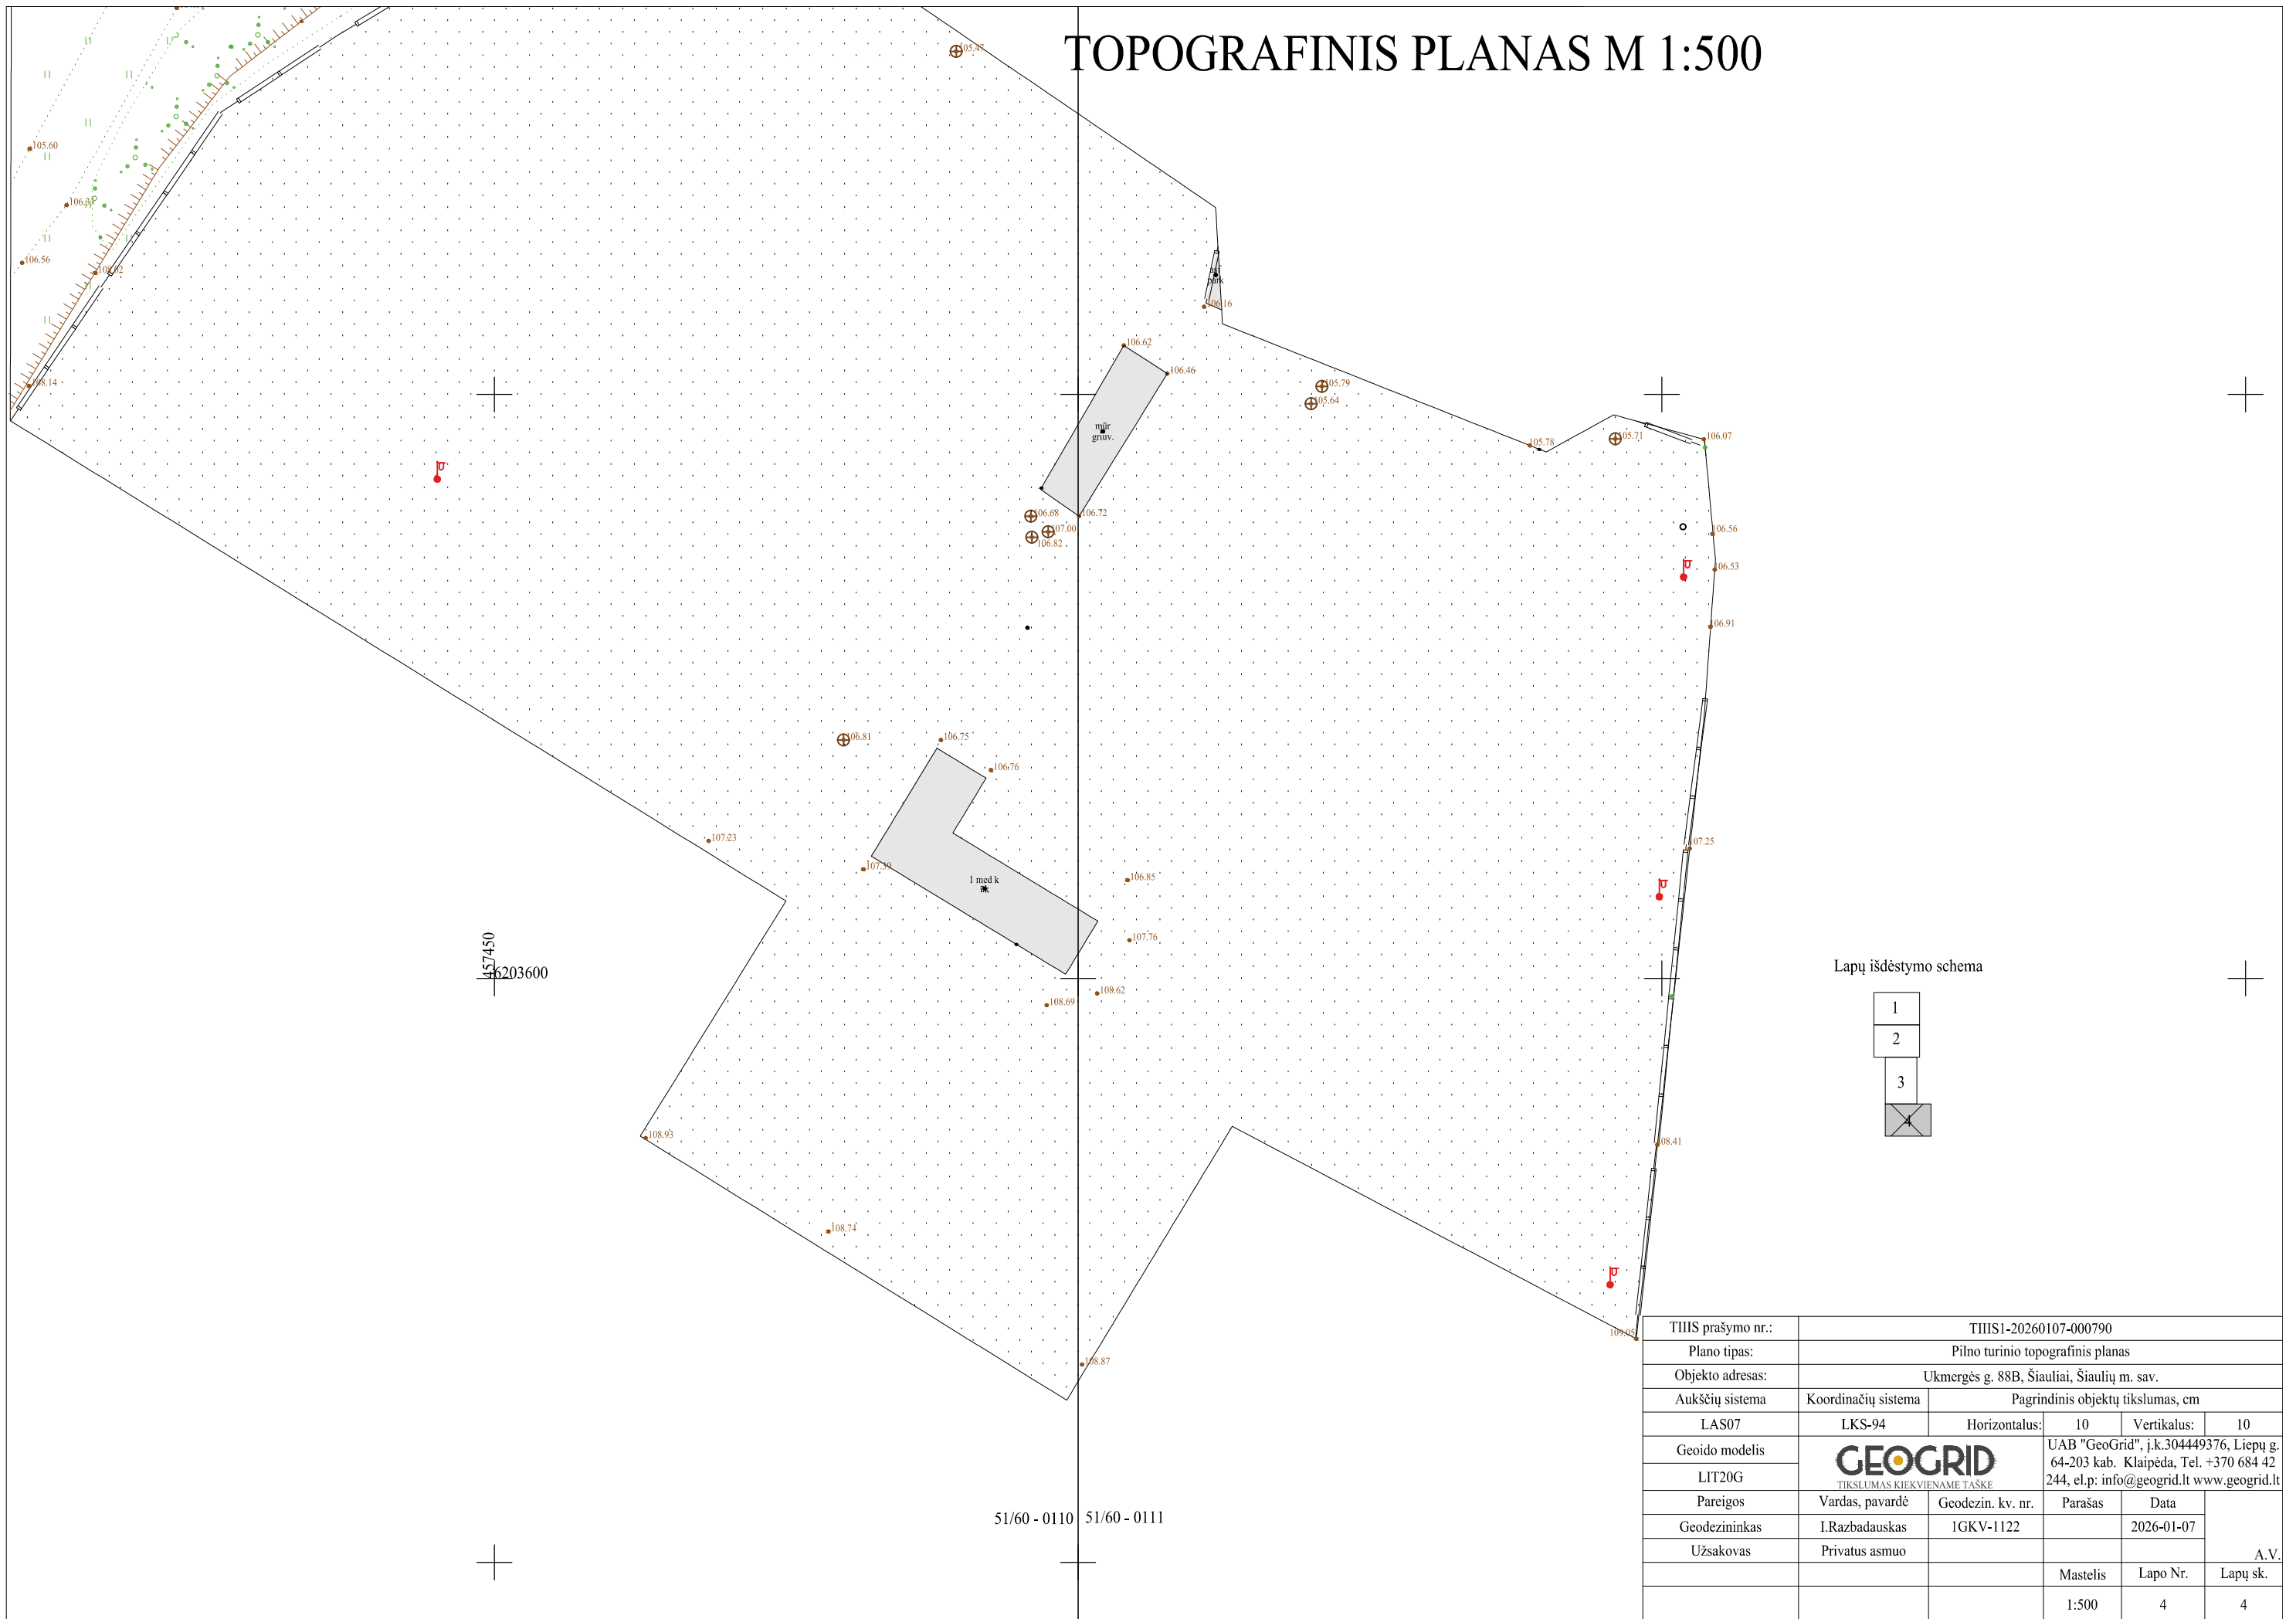 TOPOGRAFINIS PLANAS M 1:500
105.47
105.60
106.56
108.14
106.16
106.62
106.46
105.79
105.64
mūr
griuv.
105.78
105.71
106.07
106.68
106.72
107.00
106.82
106.56
106.53
106.91
106.81
106.75
106.76
107.23
107.39
107.25
1 med k
106.85
107.76
457450
6203600
108.62
108.69
Lapų išdėstymo schema
1
2
3
4
108.93
108.41
108.74
109.05
108.87
51/60 - 0110
51/60 - 0111
TIIIS prašymo nr.: TIIIS1-20260107-000790
Plano tipas: Pilno turinio topografinis planas
Objekto adresas: Ukmergės g. 88B, Šiauliai, Šiaulių m. sav.
Aukščių sistema Koordinačių sistema Pagrindinis objektų tikslumas, cm
LAS07 LKS-94 Horizontalus: 10 Vertikalus: 10
Geoido modelis
LIT20G
GEOGRID
TIKSLUMAS KIEKVIENAME TAŠKE
UAB "GeoGrid", į.k.304449376, Liepų g.
64-203 kab. Klaipėda, Tel. +370 684 42
244, el.p: info@geogrid.lt www.geogrid.lt
Pareigos Vardas, pavardė Geodezin. kv. nr. Parašas Data
Geodezininkas I.Razbadauskas 1GKV-1122 2026-01-07
Užsakovas Privatus asmuo
A.V.
Mastelis Lapo Nr. Lapų sk.
1:500 4 4